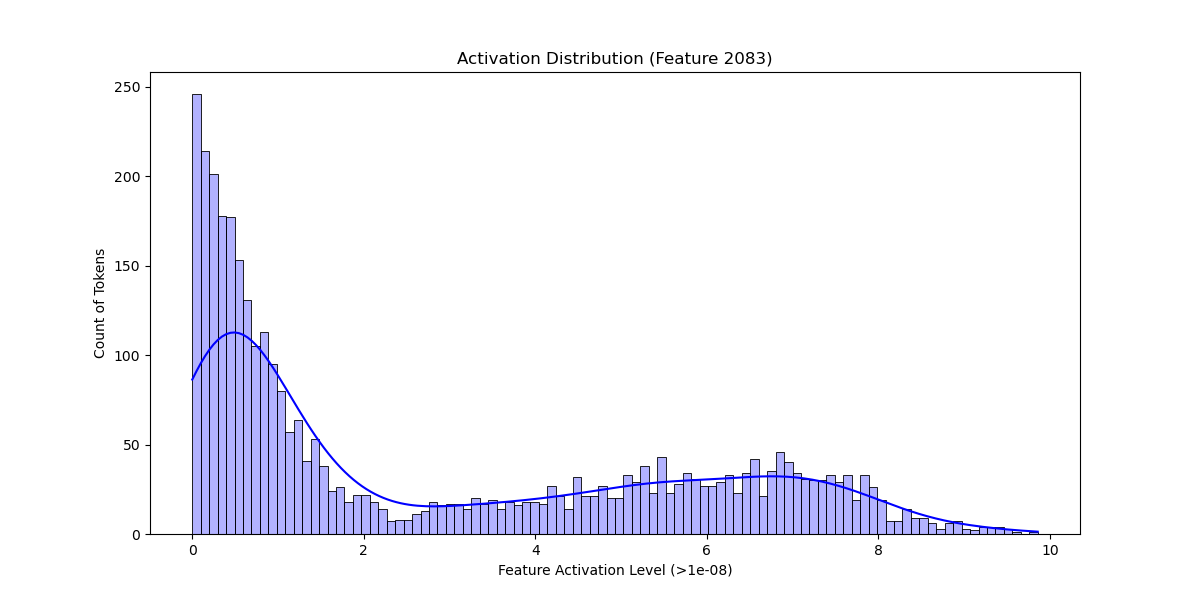 Activation Distribution (Feature 2083)
250
200
150
100
50
0
Count of Tokens
0 2 4 6 8 10
Feature Activation Level (>1e-08)